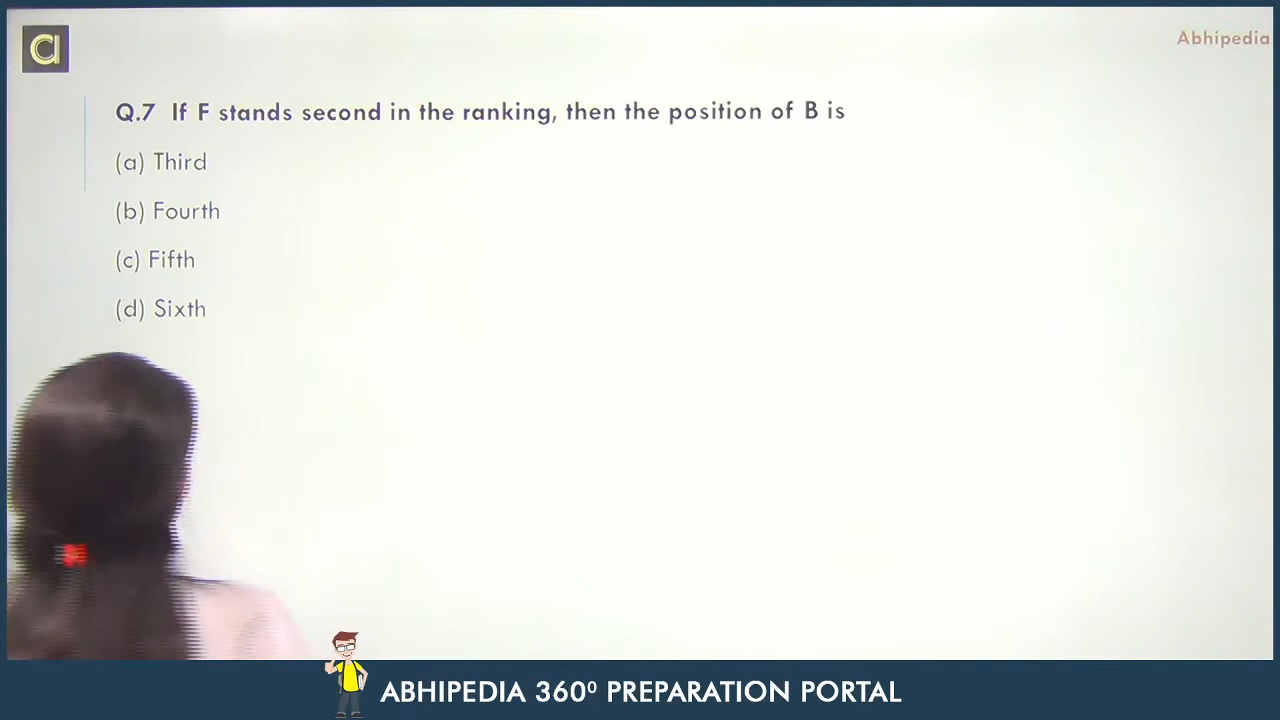 Abhipedia
Q.7 If F stands second in the ranking, then the position of B is
(a) Third
(b) Fourth
(c) Fifth
(d) Sixth
ABHIPEDIA 360⁰ PREPARATION PORTAL